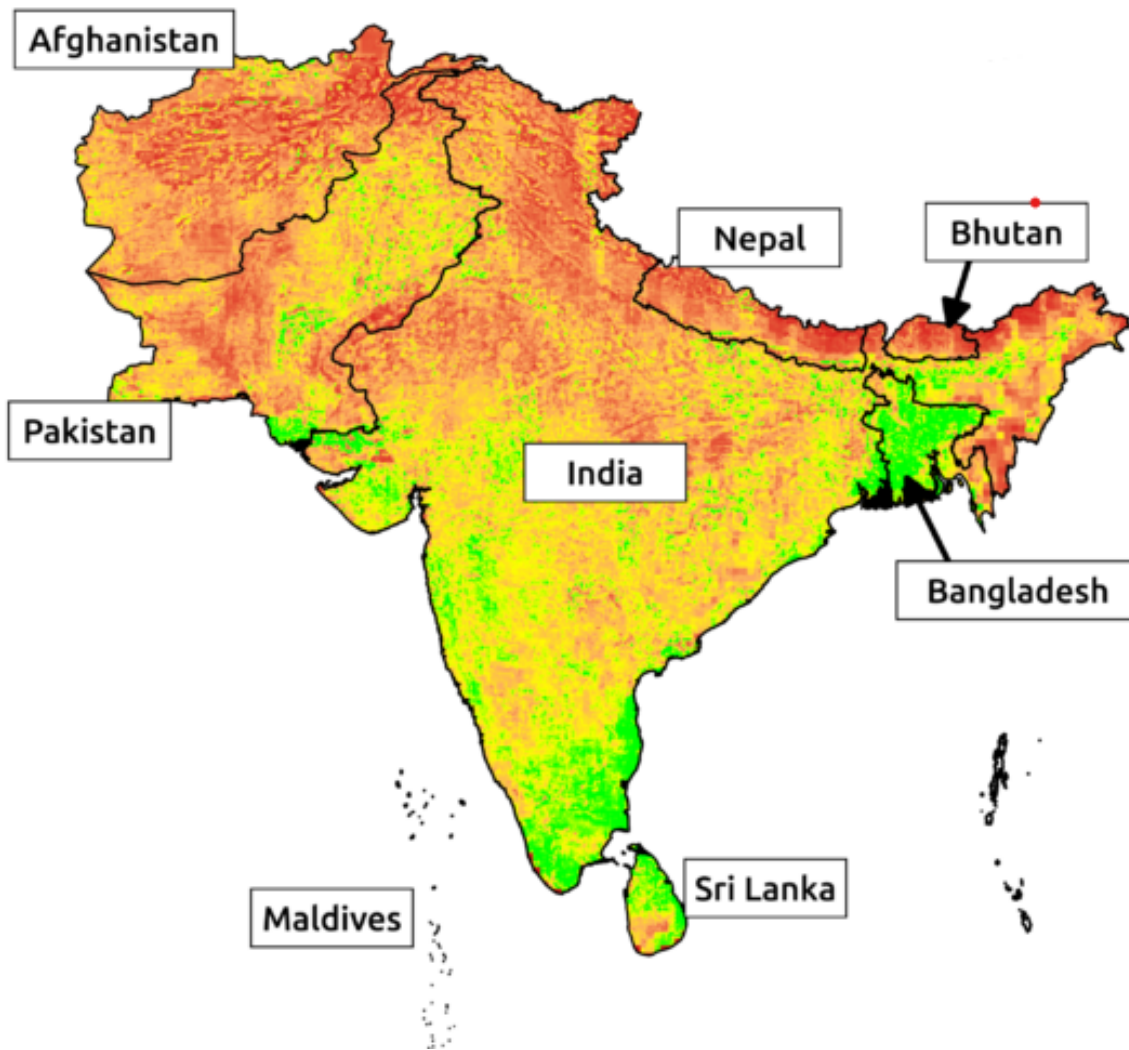 Afghanistan
Nepal
Bhutan
Pakistan
India
Bangladesh
Sri Lanka
Maldives